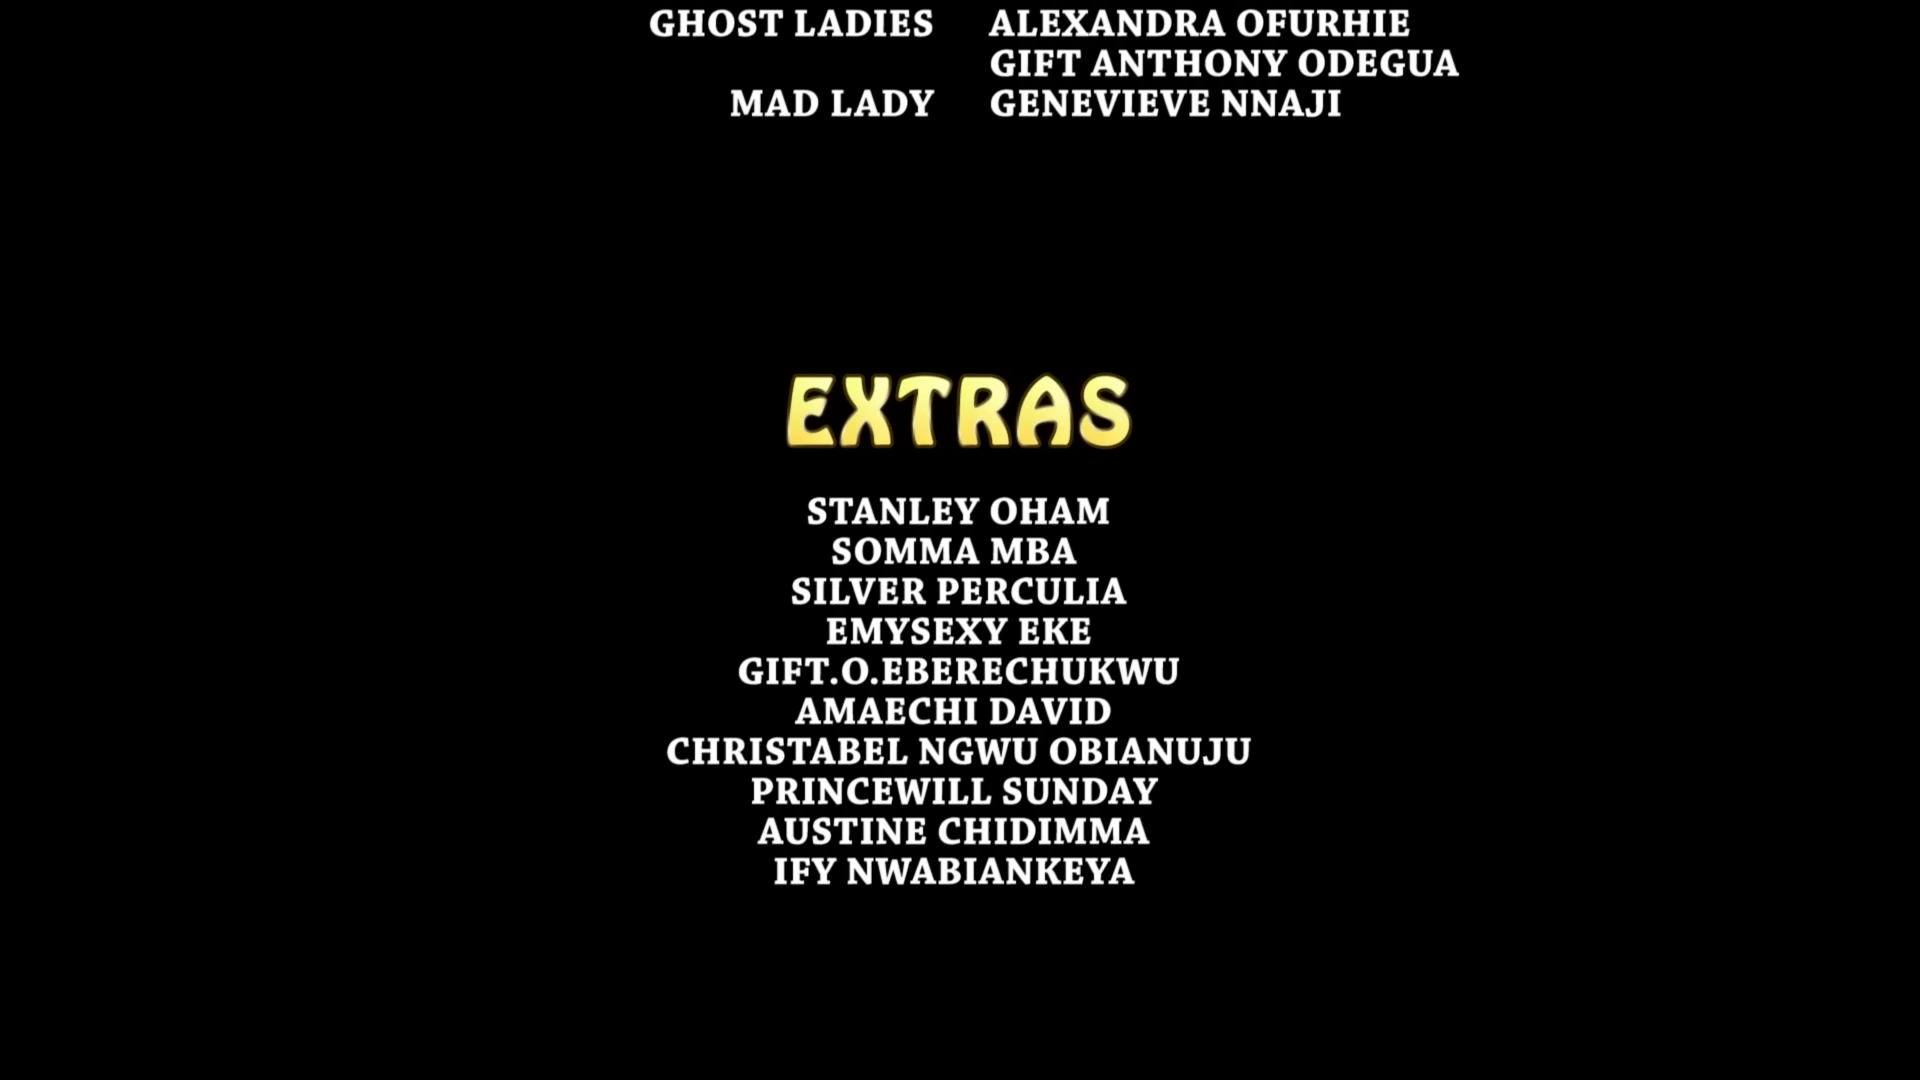 GHOST LADIES ALEXANDRA OFURHIE
GIFT ANTHONY ODEGUA
MAD LADY GENEVIEVE NNAJI
EXTRAS
STANLEY OHAM
SOMMA MBA
SILVER PERCULIA
EMYSEXY EKE
GIFT.O.EBERECHUKWU
AMAECHI DAVID
CHRISTABEL NGWU OBIANUJU
PRINCEWILL SUNDAY
AUSTINE CHIDIMMA
IFY NWABIANKEYA